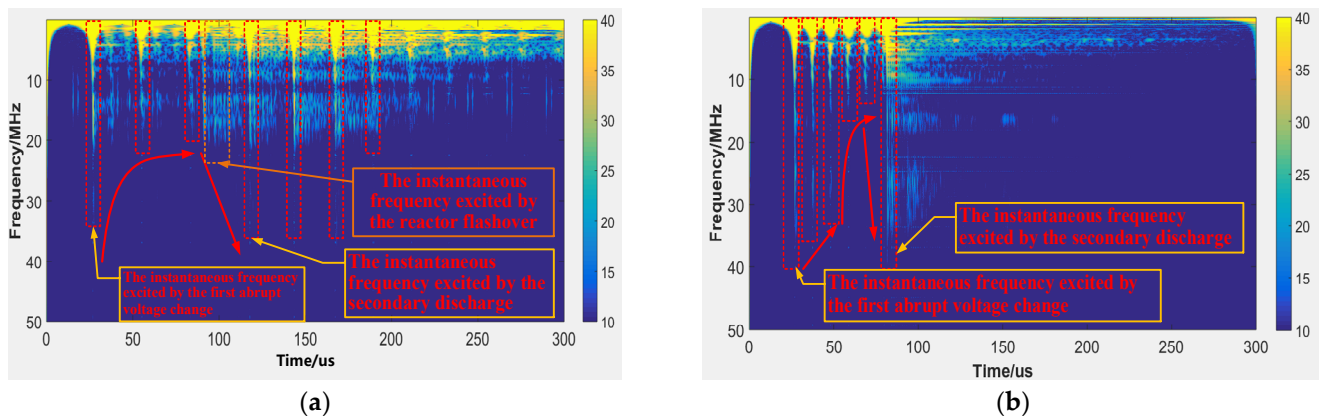 0 50 100 150 200 250 300
Time/us
10
20
30
40
50
Frequency/MHz
The instantaneous
frequency excited by
the reactor flashover
The instantaneous
frequency excited by the
secondary discharge
The instantaneous frequency
excited by the first abrupt
voltage change
40
35
30
25
20
15
10
(a)
0 50 100 150 200 250 300
Time/us
10
20
30
40
50
Frequency/MHz
The instantaneous frequency
excited by the secondary discharge
The instantaneous frequency excited by
the first abrupt voltage change
40
35
30
25
20
15
10
(b)